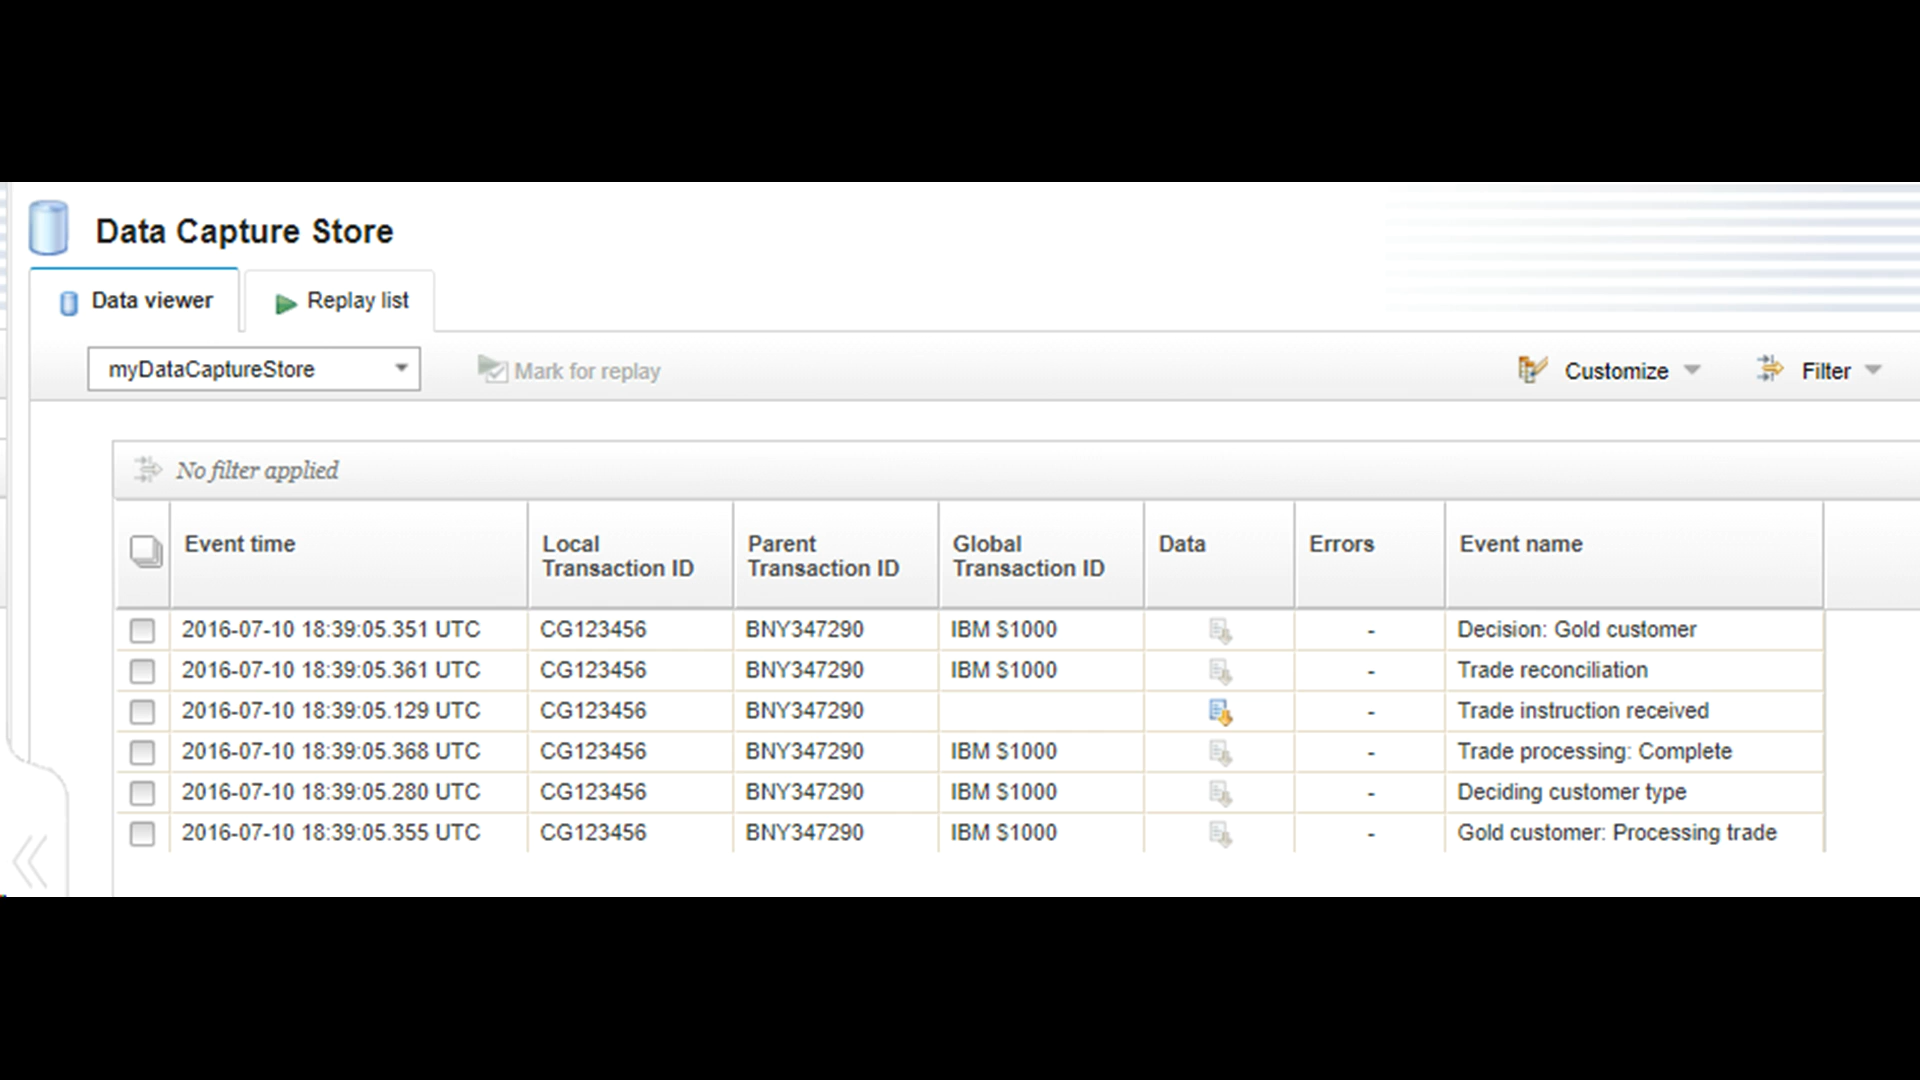 Data Capture Store
Data viewer Replay list
myDataCaptureStore Mark for replay Customize Filter
No filter applied
Event time Local Transaction ID Parent Transaction ID Global Transaction ID Data Errors Event name
2016-07-10 18:39:05.351 UTC CG123456 BNY347290 IBM $1000 - Decision: Gold customer
2016-07-10 18:39:05.361 UTC CG123456 BNY347290 IBM $1000 - Trade reconciliation
2016-07-10 18:39:05.129 UTC CG123456 BNY347290 - Trade instruction received
2016-07-10 18:39:05.368 UTC CG123456 BNY347290 IBM $1000 - Trade processing: Complete
2016-07-10 18:39:05.280 UTC CG123456 BNY347290 IBM $1000 - Deciding customer type
2016-07-10 18:39:05.355 UTC CG123456 BNY347290 IBM $1000 - Gold customer: Processing trade